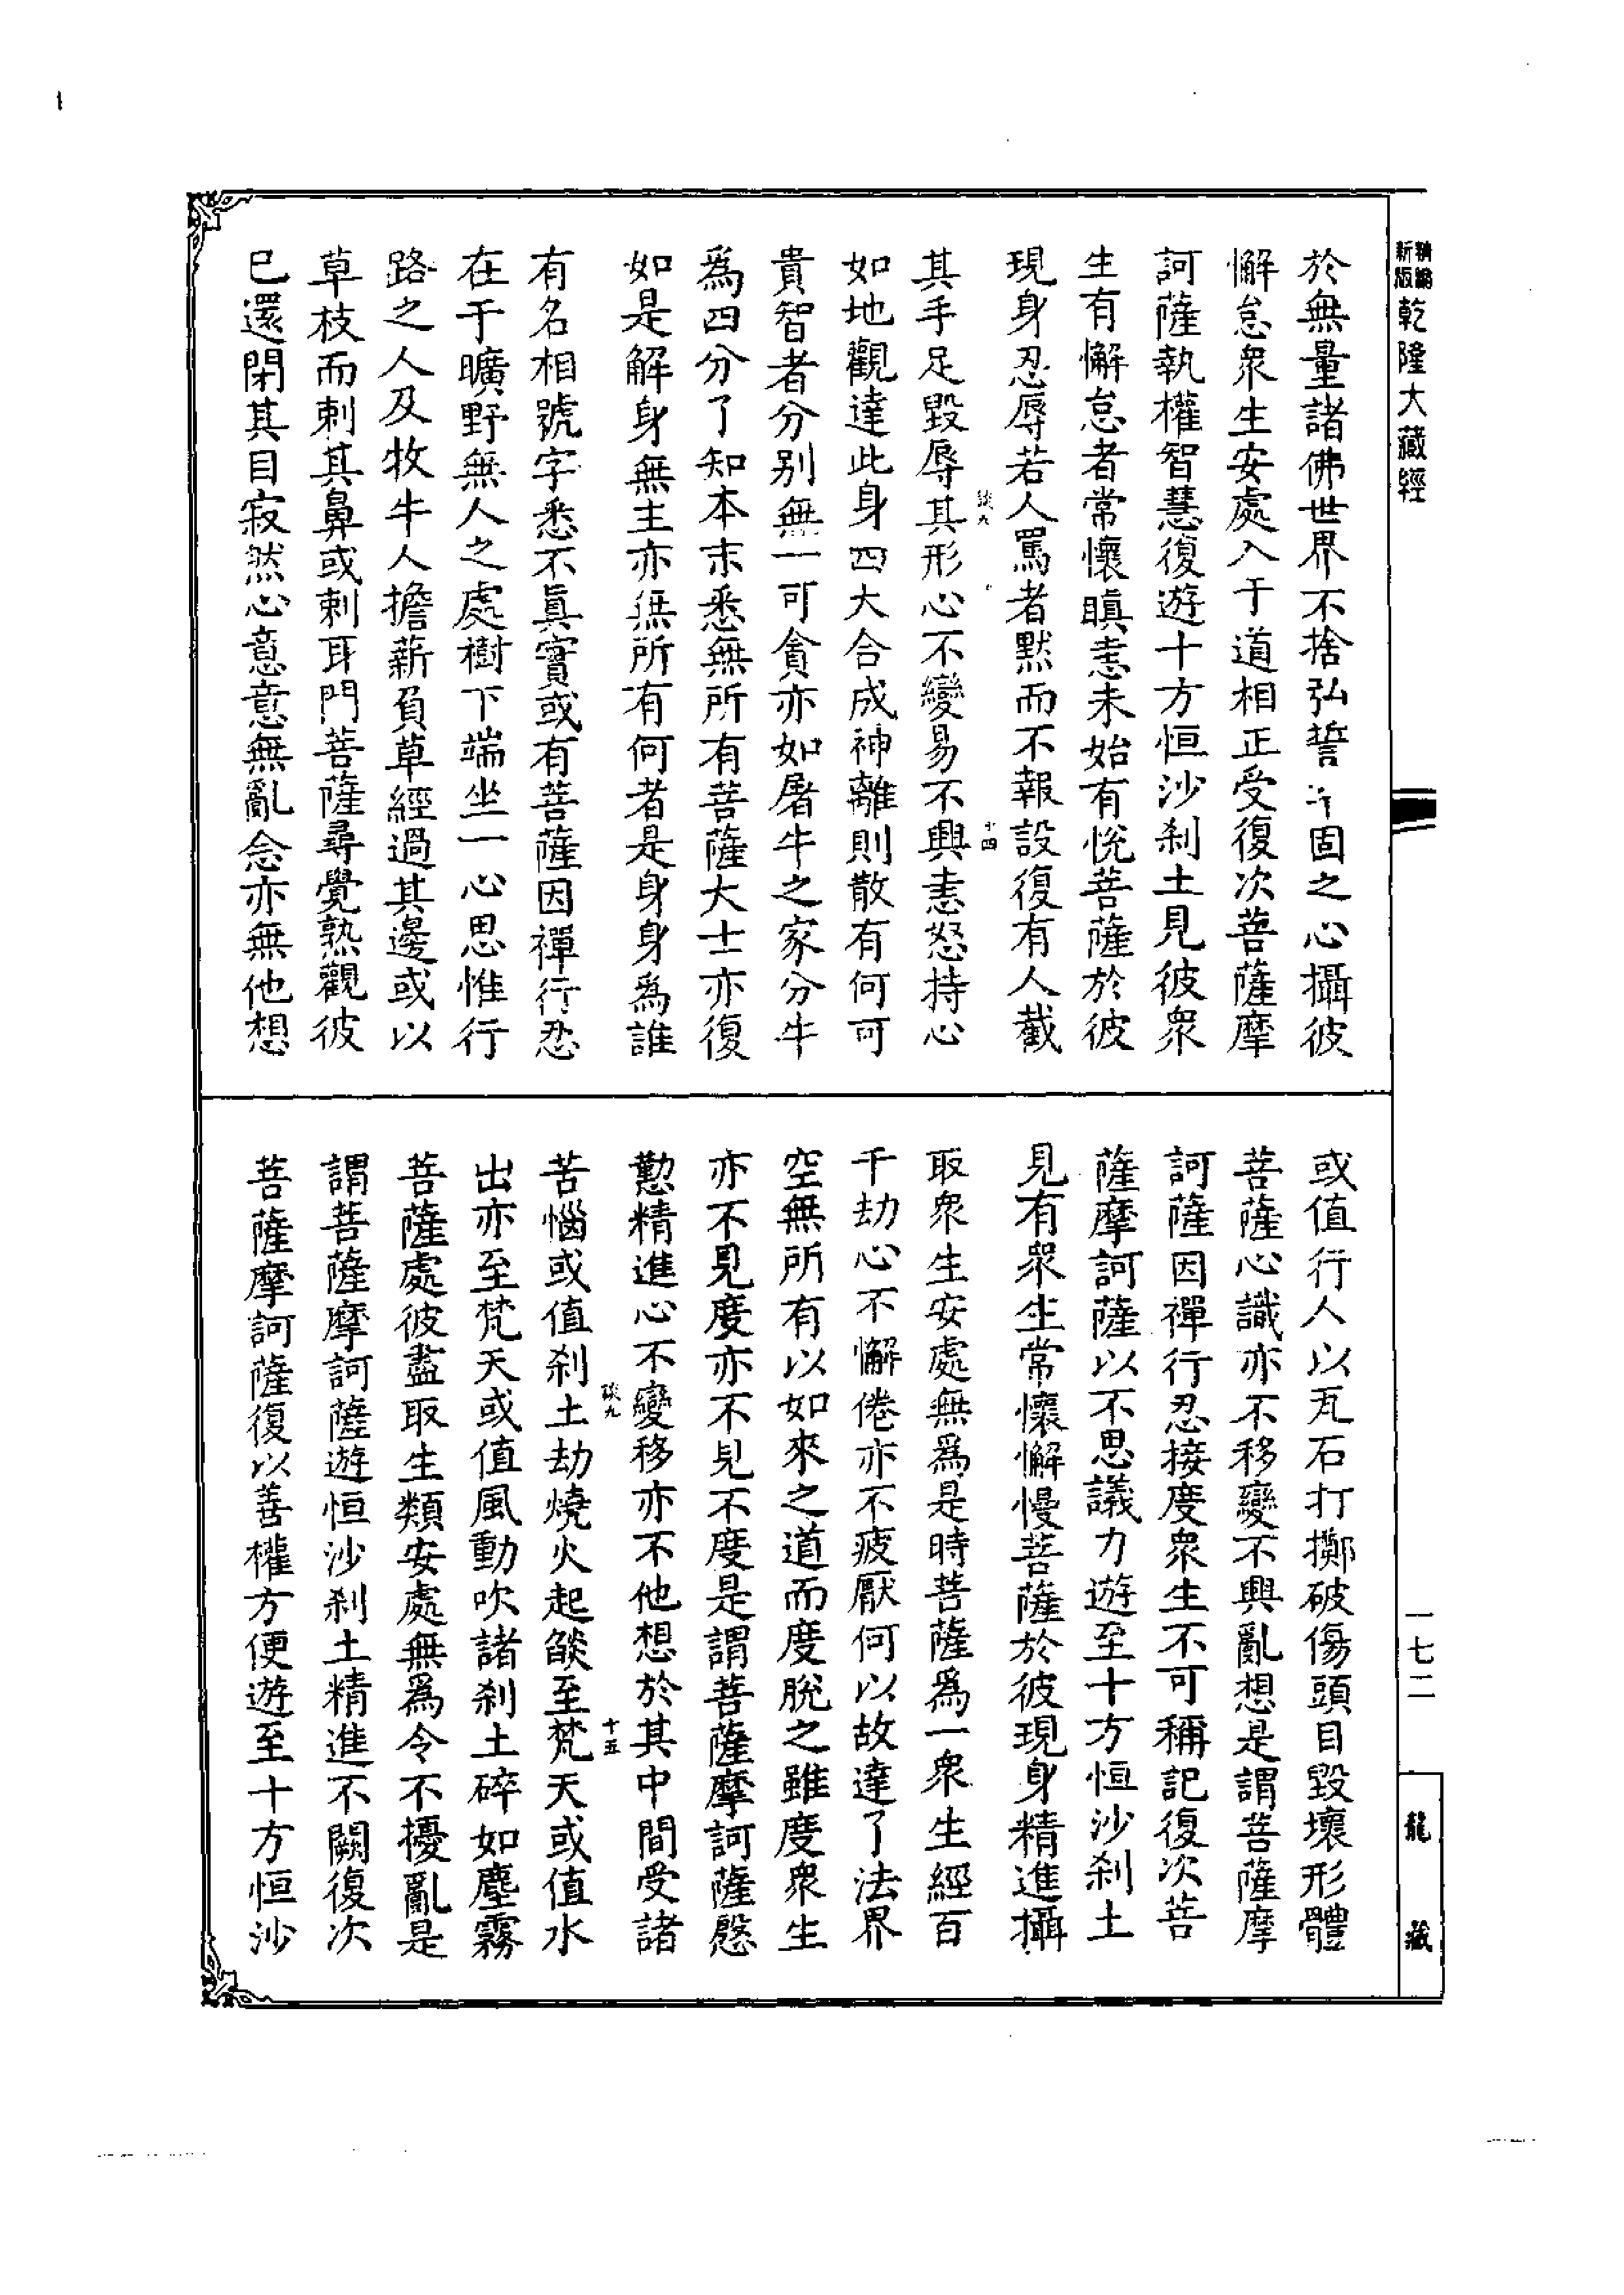 新編
新版
乾隆大藏經
於無量諸佛世界不捨弘誓牢固之心攝彼
懈怠衆生安處入于道相正受復次菩薩摩
訶薩執權智慧復遊十方恒沙刹土見彼衆
生有懈怠者常懷瞋恚未始有悅菩薩於彼
現身忍辱若人罵者默而不報設復有人截
其手足毀辱其形心不變易不興恚怒持心
如地觀達此身四大合成神離則散有何可
貴智者分别無一可貪亦如屠牛之家分牛
爲四分了知本末悉無所有菩薩大士亦復
如是解身無主亦無所有何者是身身爲誰
有名相號字悉不眞實或有菩薩因禪行忍
在于曠野無人之處樹下端坐一心思惟行
路之人及牧牛人擔薪負草經過其邊或以
草枝而刺其鼻或刺耳門菩薩尋覺熟觀彼
已還閉其目寂然心意意無亂念亦無他想
談九
十四
或值行人以瓦石打擲破傷頭目毀壞形體
菩薩心識亦不移變不興亂想是謂菩薩摩
訶薩因禪行忍接度衆生不可稱記復次菩
薩摩訶薩以不思議力遊至十方恒沙刹土
見有衆生常懷懈慢菩薩於彼現身精進攝
取衆生安處無爲是時菩薩爲一衆生經百
千劫心不懈倦亦不疲厭何以故達了法界
空無所有以如來之道而度脫之雖度衆生
亦不見度亦不見不度是謂菩薩摩訶薩慇
懃精進心不變移亦不他想於其中間受諸
苦惱或值刹土劫燒火起燄至梵天或值水
出亦至梵天或值風動吹諸刹土碎如塵霧
菩薩處彼盡取生類安處無爲令不擾亂是
謂菩薩摩訶薩遊恒沙刹土精進不闕復次
菩薩摩訶薩復以善權方便遊至十方恒沙
談九
十五
一七二
龍藏